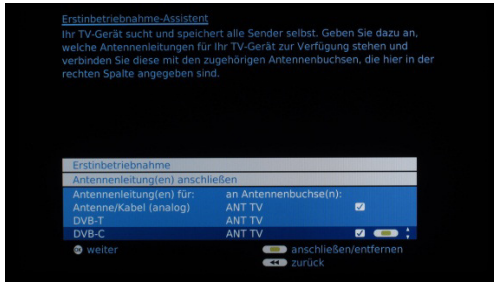 Erstinbetriebnahme-Assistent
Ihr TV-Gerät sucht und speichert alle Sender selbst. Geben Sie dazu an,
welche Antennenleitungen für Ihr TV-Gerät zur Verfügung stehen und
verbinden Sie diese mit den zugehörigen Antennenbuchsen, die hier in der
rechten Spalte angegeben sind.
Erstinbetriebnahme
Antennenleitung(en) anschließen
Antennenleitung(en) für: an Antennenbuchse(n):
Antenne/Kabel (analog) ANT TV
DVB-T ANT TV
DVB-C ANT TV
OK weiter anschließen/entfernen
zurück